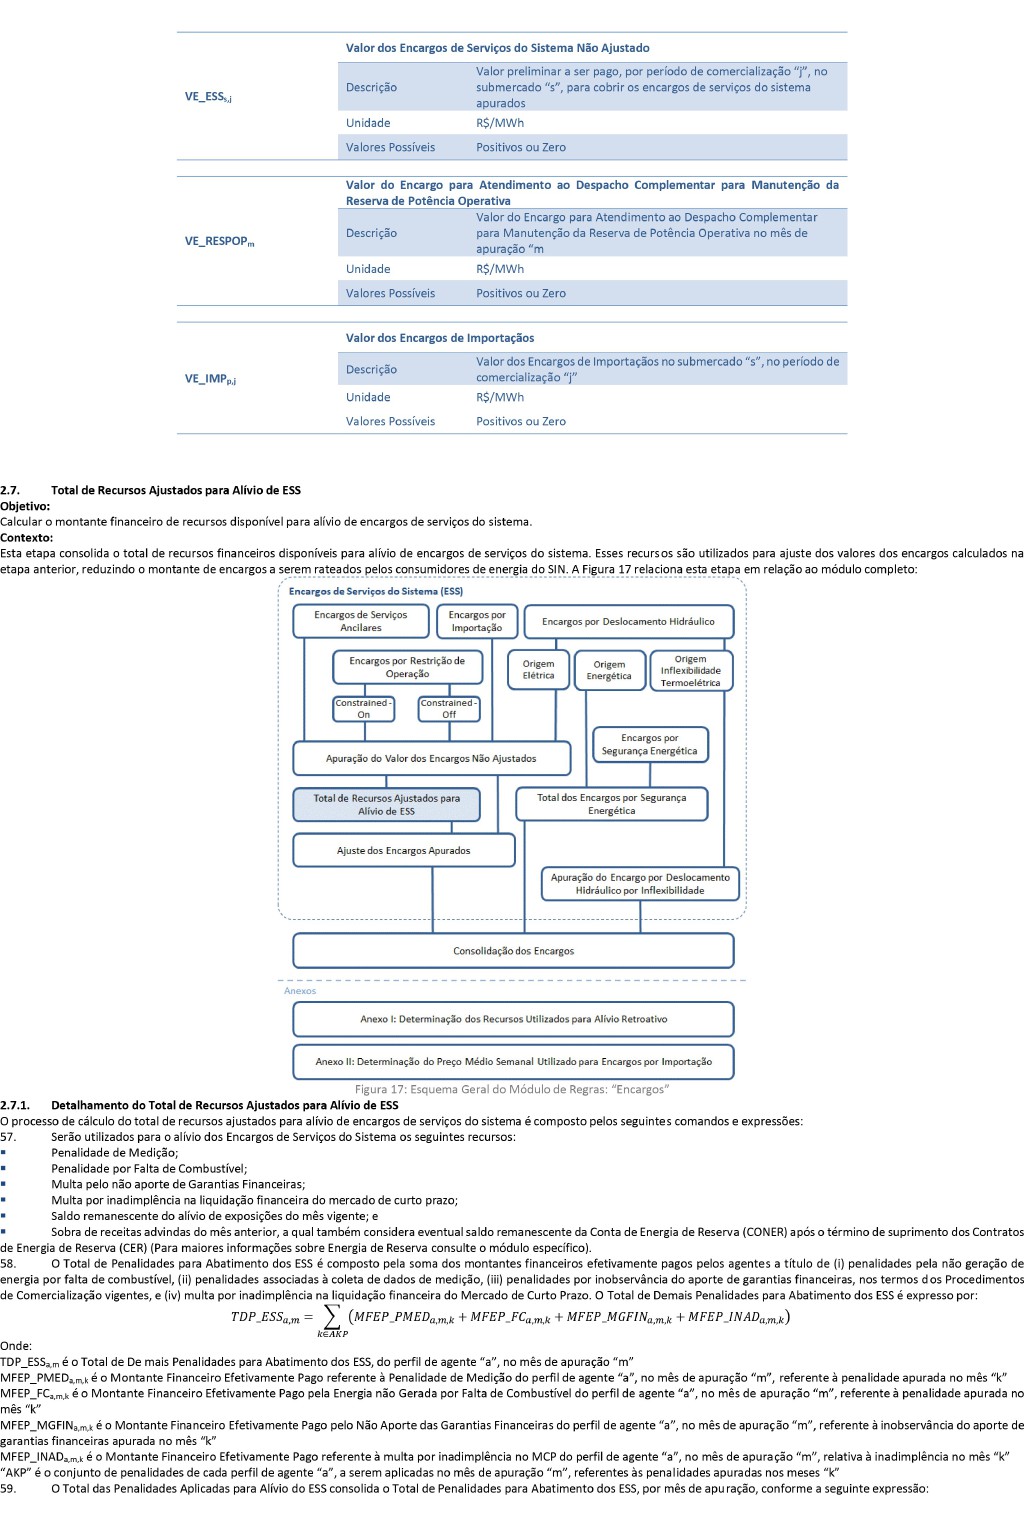 Valor dos Encargos de Serviços do Sistema Não Ajustado
VE_ESSs,j
Descrição
Valor preliminar a ser pago, por período de comercialização “j”, no
submercado “s”, para cobrir os encargos de serviços do sistema
apurados
Unidade
R$/MWh
Valores Possíveis
Positivos ou Zero
Valor do Encargo para Atendimento ao Despacho Complementar para Manutenção da
Reserva de Potência Operativa
VE_RESPOPm
Descrição
Valor do Encargo para Atendimento ao Despacho Complementar
para Manutenção da Reserva de Potência Operativa no mês de
apuração “m
Unidade
R$/MWh
Valores Possíveis
Positivos ou Zero
Valor dos Encargos de Importaçãos
VE_IMPp,j
Descrição
Valor dos Encargos de Importaçãos no submercado “s”, no período de
comercialização “j”
Unidade
R$/MWh
Valores Possíveis
Positivos ou Zero
2.7. Total de Recursos Ajustados para Alívio de ESS
Objetivo:
Calcular o montante financeiro de recursos disponível para alívio de encargos de serviços do sistema.
Contexto:
Esta etapa consolida o total de recursos financeiros disponíveis para alívio de encargos de serviços do sistema. Esses recursos são utilizados para ajuste dos valores dos encargos calculados na
etapa anterior, reduzindo o montante de encargos a serem rateados pelos consumidores de energia do SIN. A Figura 17 relaciona esta etapa em relação ao módulo completo:
Encargos de Serviços do Sistema (ESS)
Encargos de Serviços
Ancilares
Encargos por
Importação
Encargos por Deslocamento Hidráulico
Encargos por Restrição de
Operação
Origem
Elétrica
Origem
Energética
Origem
Inflexibilidade
Termoelétrica
Constrained -
On
Constrained -
Off
Encargos por
Segurança Energética
Apuração do Valor dos Encargos Não Ajustados
Total de Recursos Ajustados para
Alívio de ESS
Total dos Encargos por Segurança
Energética
Ajuste dos Encargos Apurados
Apuração do Encargo por Deslocamento
Hidráulico por Inflexibilidade
Consolidação dos Encargos
Anexos
Anexo I: Determinação dos Recursos Utilizados para Alívio Retroativo
Anexo II: Determinação do Preço Médio Semanal Utilizado para Encargos por Importação
Figura 17: Esquema Geral do Módulo de Regras: “Encargos”
2.7.1. Detalhamento do Total de Recursos Ajustados para Alívio de ESS
O processo de cálculo do total de recursos ajustados para alívio de encargos de serviços do sistema é composto pelos seguintes comandos e expressões:
57. Serão utilizados para o alívio dos Encargos de Serviços do Sistema os seguintes recursos:
▪ Penalidade de Medição;
▪ Penalidade por Falta de Combustível;
▪ Multa pelo não aporte de Garantias Financeiras;
▪ Multa por inadimplência na liquidação financeira do mercado de curto prazo;
▪ Saldo remanescente do alívio de exposições do mês vigente; e
▪ Sobra de receitas advindas do mês anterior, a qual também considera eventual saldo remanescente da Conta de Energia de Reserva (CONER) após o término de suprimento dos Contratos
de Energia de Reserva (CER) (Para maiores informações sobre Energia de Reserva consulte o módulo específico).
58. O Total de Penalidades para Abatimento dos ESS é composto pela soma dos montantes financeiros efetivamente pagos pelos agentes a título de (i) penalidades pela não geração de
energia por falta de combustível, (ii) penalidades associadas à coleta de dados de medição, (iii) penalidades por inobservância do aporte de garantias financeiras, nos termos dos Procedimentos
de Comercialização vigentes, e (iv) multa por inadimplência na liquidação financeira do Mercado de Curto Prazo. O Total de Demais Penalidades para Abatimento dos ESS é expresso por:
TDP_ESSa,m = ∑ (MFEP_PMEDa,m,k + MFEP_FCa,m,k + MFEP_MGFINa,m,k + MFEP_INADa,m,k)
k∈AKP
Onde:
TDP_ESSa,m é o Total de De mais Penalidades para Abatimento dos ESS, do perfil de agente “a”, no mês de apuração “m”
MFEP_PMEDa,m,k é o Montante Financeiro Efetivamente Pago referente à Penalidade de Medição do perfil de agente “a”, no mês de apuração “m”, referente à penalidade apurada no mês “k”
MFEP_FCa,m,k é o Montante Financeiro Efetivamente Pago pela Energia não Gerada por Falta de Combustível do perfil de agente “a”, no mês de apuração “m”, referente à penalidade apurada no
mês “k”
MFEP_MGFINa,m,k é o Montante Financeiro Efetivamente Pago pelo Não Aporte das Garantias Financeiras do perfil de agente “a”, no mês de apuração “m”, referente à inobservância do aporte de
garantias financeiras apurada no mês “k”
MFEP_INADa,m,k é o Montante Financeiro Efetivamente Pago referente à multa por inadimplência no MCP do perfil de agente “a”, no mês de apuração “m”, relativa à inadimplência no mês “k”
“AKP” é o conjunto de penalidades de cada perfil de agente “a”, a serem aplicadas no mês de apuração “m”, referentes às penalidades apuradas nos meses “k”
59. O Total das Penalidades Aplicadas para Alívio do ESS consolida o Total de Penalidades para Abatimento dos ESS, por mês de apuração, conforme a seguinte expressão: